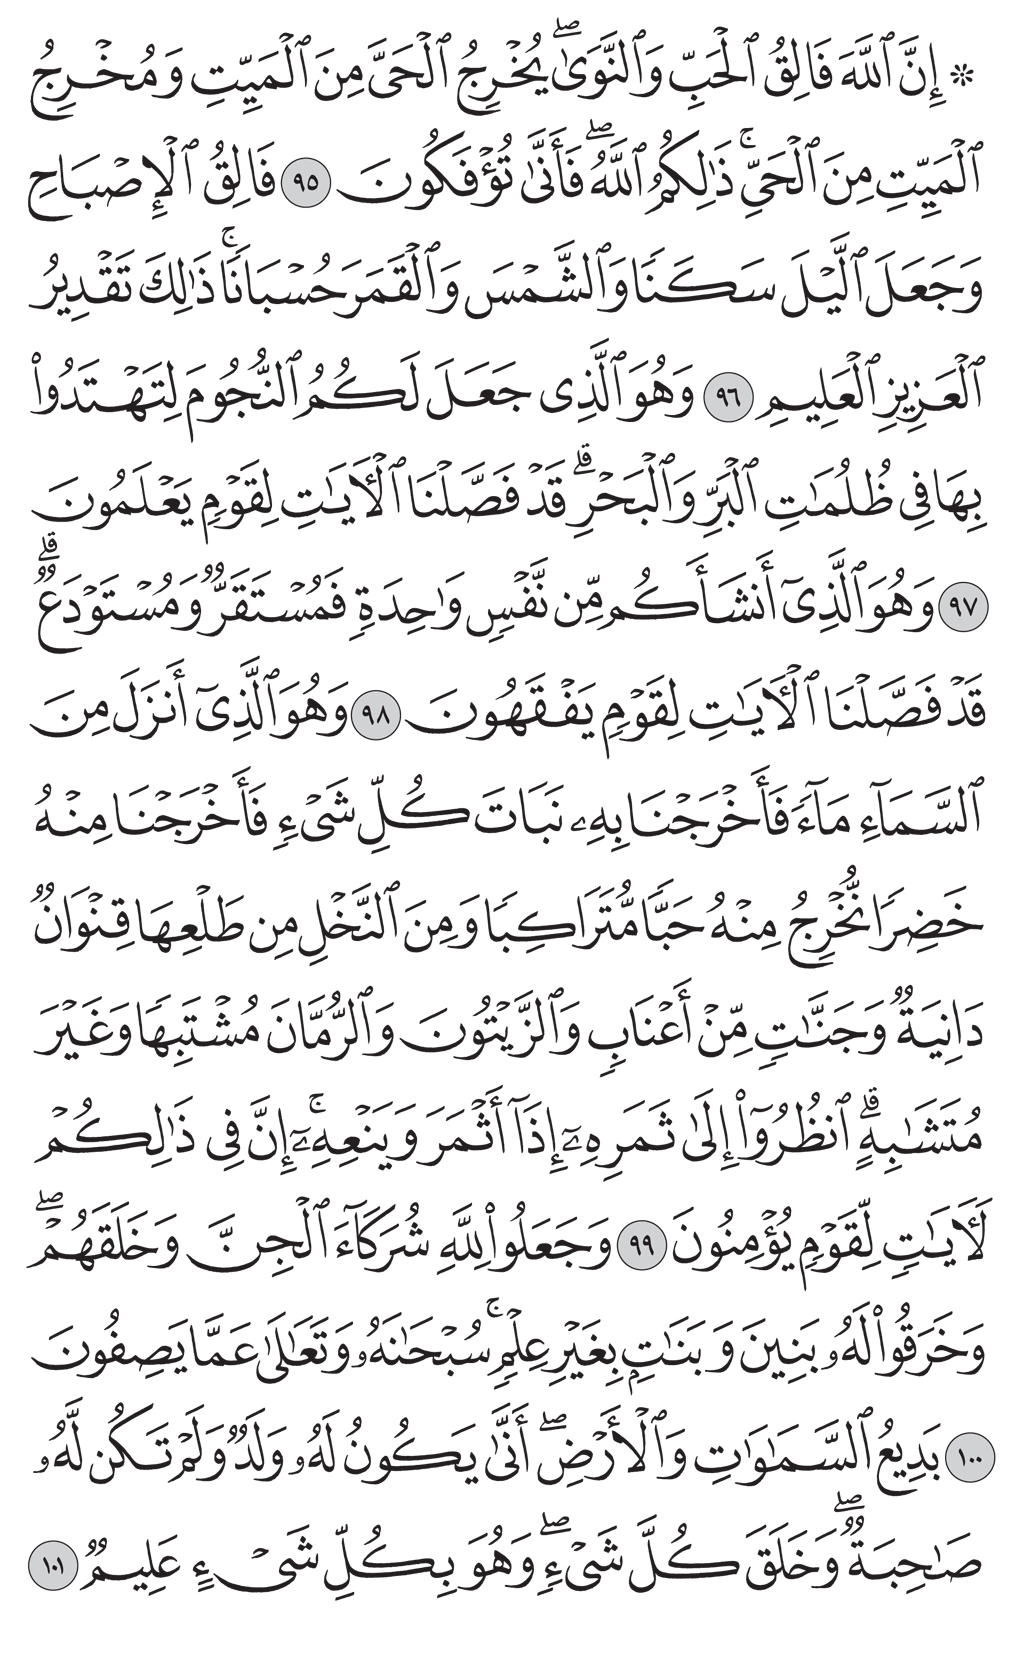 ۞ إِنَّ ٱللَّهَ فَالِقُ ٱلْحَبِّ وَٱلنَّوَىٰ ۖ يُخْرِجُ ٱلْحَىَّ مِنَ ٱلْمَيِّتِ وَمُخْرِجُ
ٱلْمَيِّتِ مِنَ ٱلْحَىِّ ۚ ذَٰلِكُمُ ٱللَّهُ ۖ فَأَنَّىٰ تُؤْفَكُونَ ٩٥ فَالِقُ ٱلْإِصْبَاحِ
وَجَعَلَ ٱلَّيْلَ سَكَنًا وَٱلشَّمْسَ وَٱلْقَمَرَ حُسْبَانًا ۚ ذَٰلِكَ تَقْدِيرُ
ٱلْعَزِيزِ ٱلْعَلِيمِ ٩٦ وَهُوَ ٱلَّذِى جَعَلَ لَكُمُ ٱلنُّجُومَ لِتَهْتَدُوا۟
بِهَا فِى ظُلُمَٰتِ ٱلْبَرِّ وَٱلْبَحْرِ ۗ قَدْ فَصَّلْنَا ٱلْـَٔايَٰتِ لِقَوْمٍ يَعْلَمُونَ
٩٧ وَهُوَ ٱلَّذِىٓ أَنشَأَكُم مِّن نَّفْسٍ وَٰحِدَةٍ فَمُسْتَقَرٌّ وَمُسْتَوْدَعٌ ۗ
قَدْ فَصَّلْنَا ٱلْـَٔايَٰتِ لِقَوْمٍ يَفْقَهُونَ ٩٨ وَهُوَ ٱلَّذِىٓ أَنزَلَ مِنَ
ٱلسَّمَآءِ مَآءً فَأَخْرَجْنَا بِهِۦ نَبَاتَ كُلِّ شَىْءٍ فَأَخْرَجْنَا مِنْهُ
خَضِرًا نُّخْرِجُ مِنْهُ حَبًّا مُّتَرَاكِبًا وَمِنَ ٱلنَّخْلِ مِن طَلْعِهَا قِنْوَانٌ
دَانِيَةٌ وَجَنَّٰتٍ مِّنْ أَعْنَابٍ وَٱلزَّيْتُونَ وَٱلرُّمَّانَ مُشْتَبِهًا وَغَيْرَ
مُتَشَٰبِهٍ ۗ ٱنظُرُوٓا۟ إِلَىٰ ثَمَرِهِۦٓ إِذَآ أَثْمَرَ وَيَنْعِهِۦٓ ۚ إِنَّ فِى ذَٰلِكُمْ
لَـَٔايَٰتٍ لِّقَوْمٍ يُؤْمِنُونَ ٩٩ وَجَعَلُوا۟ لِلَّهِ شُرَكَآءَ ٱلْجِنَّ وَخَلَقَهُمْ ۖ
وَخَرَقُوا۟ لَهُۥ بَنِينَ وَبَنَٰتٍۭ بِغَيْرِ عِلْمٍ ۚ سُبْحَٰنَهُۥ وَتَعَٰلَىٰ عَمَّا يَصِفُونَ
١٠٠ بَدِيعُ ٱلسَّمَٰوَٰتِ وَٱلْأَرْضِ ۖ أَنَّىٰ يَكُونُ لَهُۥ وَلَدٌ وَلَمْ تَكُن لَّهُۥ
صَٰحِبَةٌ ۖ وَخَلَقَ كُلَّ شَىْءٍ ۖ وَهُوَ بِكُلِّ شَىْءٍ عَلِيمٌ ١٠١